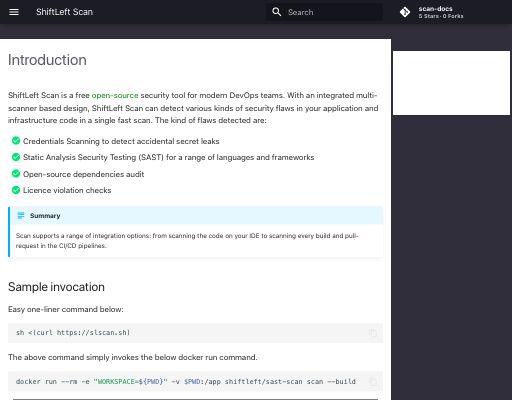 ShiftLeft Scan
Search
scan-docs
5 Stars · 0 Forks
Introduction
ShiftLeft Scan is a free open-source security tool for modern DevOps teams. With an integrated multi-
scanner based design, ShiftLeft Scan can detect various kinds of security flaws in your application and
infrastructure code in a single fast scan. The kind of flaws detected are:
Credentials Scanning to detect accidental secret leaks
Static Analysis Security Testing (SAST) for a range of languages and frameworks
Open-source dependencies audit
Licence violation checks
Summary
Scan supports a range of integration options: from scanning the code on your IDE to scanning every build and pull-
request in the CI/CD pipelines.
Sample invocation
Easy one-liner command below:
sh <(curl https://slscan.sh)
The above command simply invokes the below docker run command.
docker run --rm -e "WORKSPACE=${PWD}" -v $PWD:/app shiftleft/sast-scan scan --build